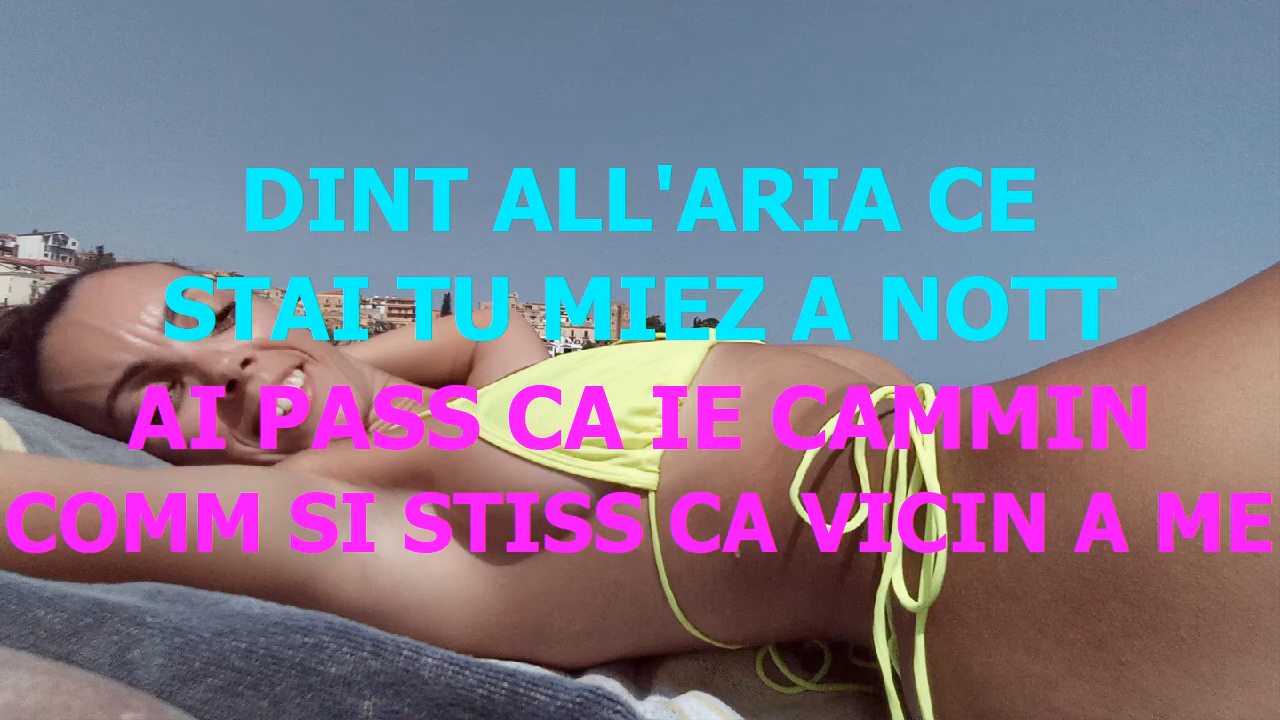 DINT ALL'ARIA CE
STAI TU MIEZ A NOTT
AI PASS CA IE CAMMIN
COMM SI STISS CA VICIN A ME